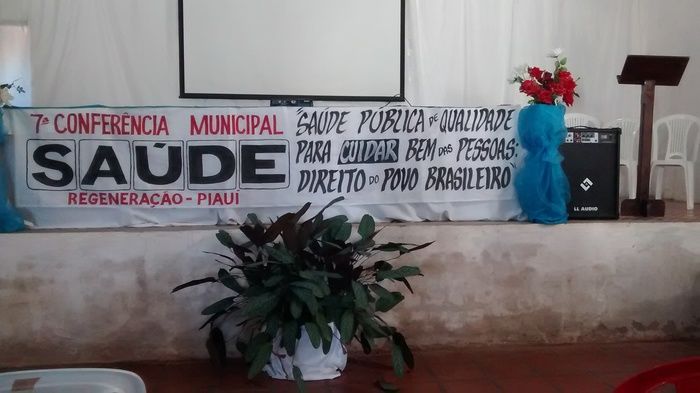 7ª CONFERÊNCIA MUNICIPAL
SAÚDE
REGENERAÇÃO - PIAUÍ
"SAÚDE PÚBLICA DE QUALIDADE
PARA CUIDAR BEM DAS PESSOAS:
DIREITO DO POVO BRASILEIRO"
LL AUDIO